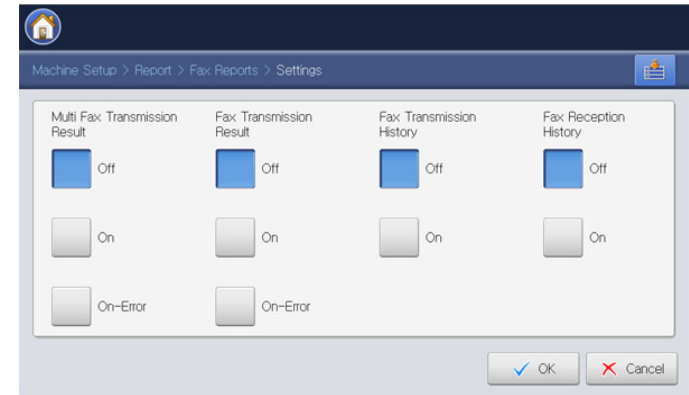 Machine Setup > Report > Fax Reports > Settings
Multi Fax Transmission Result
Fax Transmission Result
Fax Transmission History
Fax Reception History
Off Off Off Off
On On On On
On-Error On-Error
OK Cancel